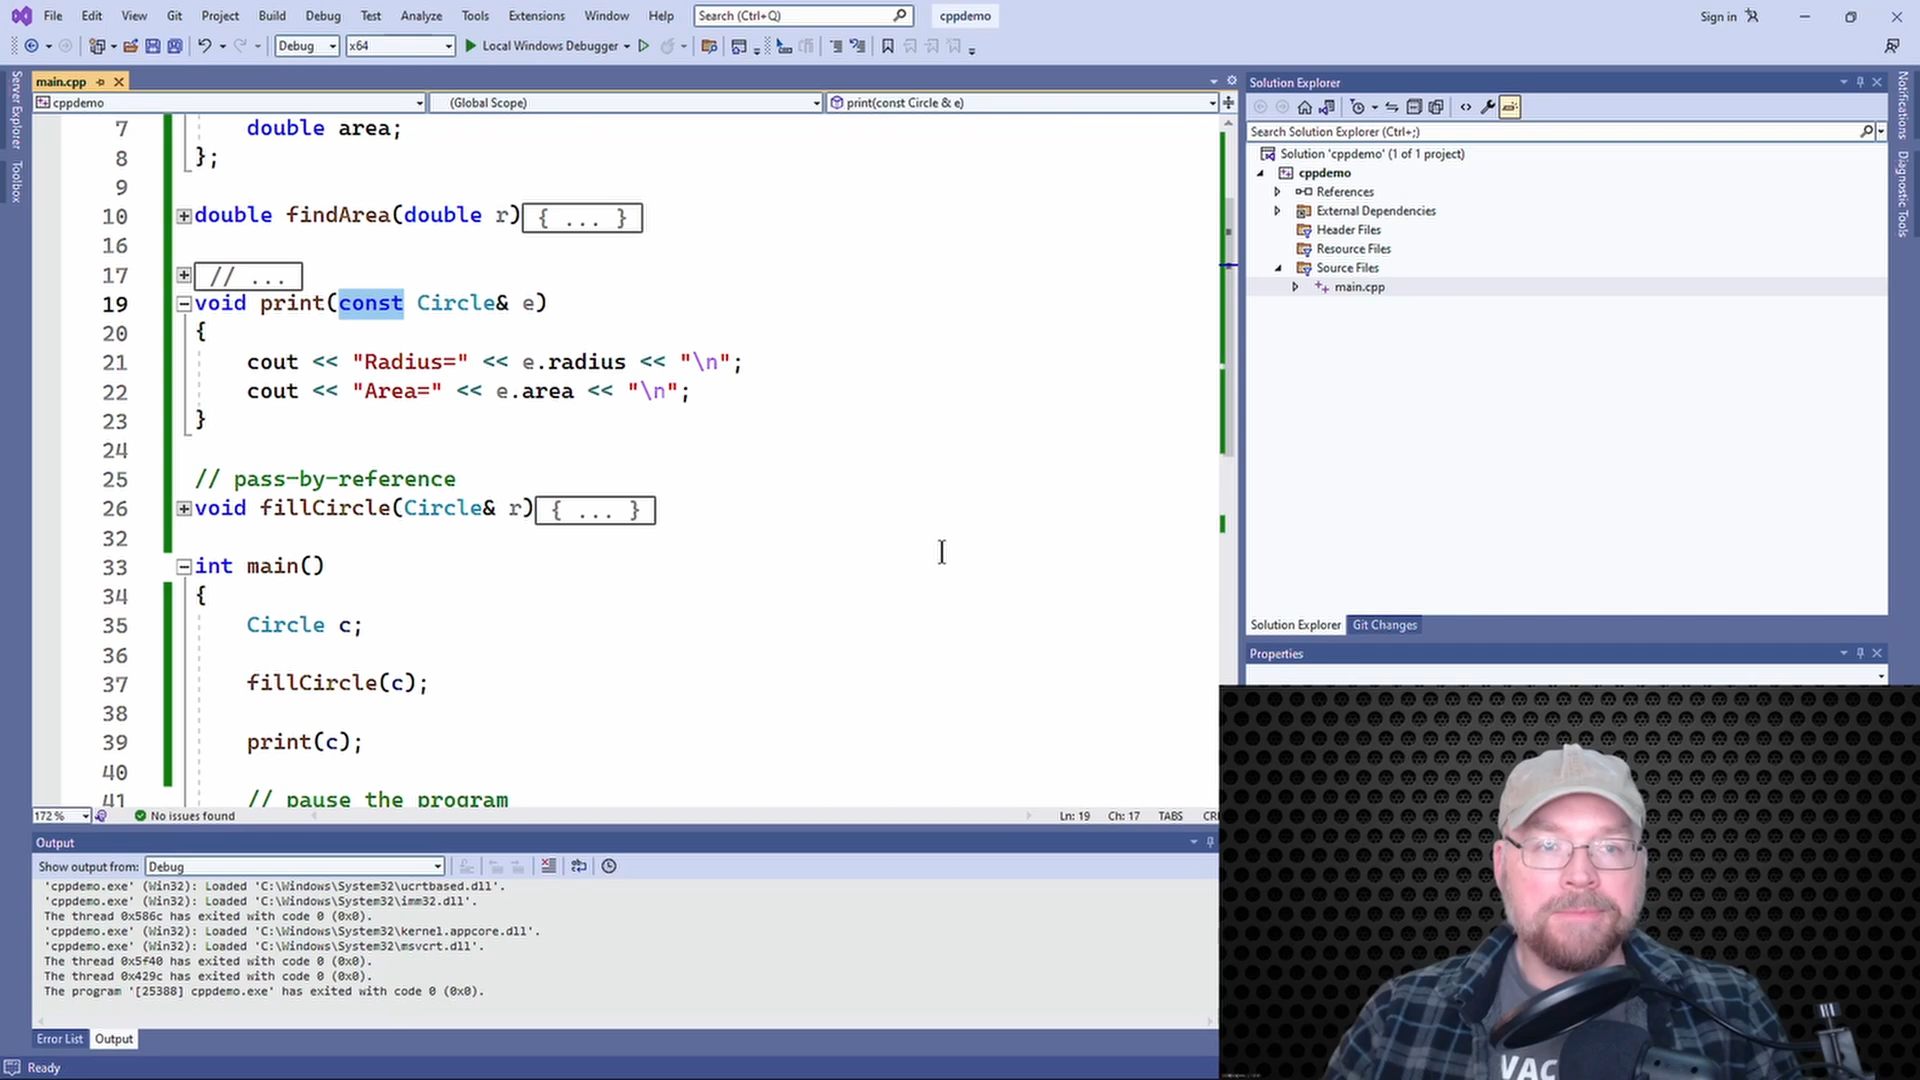 File Edit View Git Project Build Debug Test Analyze Tools Extensions Window Help Search (Ctrl+Q) cppdemo Sign in
Debug x64 Local Windows Debugger
Server Explorer
Toolbox
main.cpp
cppdemo (Global Scope) print(const Circle & e)
7 double area;
8 };
9
10 double findArea(double r){ ... }
16
17 // ...
19 void print(const Circle& e)
20 {
21 cout << "Radius=" << e.radius << "\n";
22 cout << "Area=" << e.area << "\n";
23 }
24
25 // pass-by-reference
26 void fillCircle(Circle& r){ ... }
32
33 int main()
34 {
35 Circle c;
36
37 fillCircle(c);
38
39 print(c);
40
41 // pause the program
172 % No issues found Ln: 19 Ch: 17 TABS CR
Output
Show output from: Debug
'cppdemo.exe' (Win32): Loaded 'C:\Windows\System32\ucrtbased.dll'.
'cppdemo.exe' (Win32): Loaded 'C:\Windows\System32\imm32.dll'.
The thread 0x586c has exited with code 0 (0x0).
'cppdemo.exe' (Win32): Loaded 'C:\Windows\System32\kernel.appcore.dll'.
'cppdemo.exe' (Win32): Loaded 'C:\Windows\System32\msvcrt.dll'.
The thread 0x5f40 has exited with code 0 (0x0).
The thread 0x429c has exited with code 0 (0x0).
The program '[25388] cppdemo.exe' has exited with code 0 (0x0).
Error List Output
Ready
Solution Explorer
Search Solution Explorer (Ctrl+;)
Solution 'cppdemo' (1 of 1 project)
cppdemo
References
External Dependencies
Header Files
Resource Files
Source Files
main.cpp
Solution Explorer Git Changes
Properties
Notifications
Diagnostic Tools
VAC